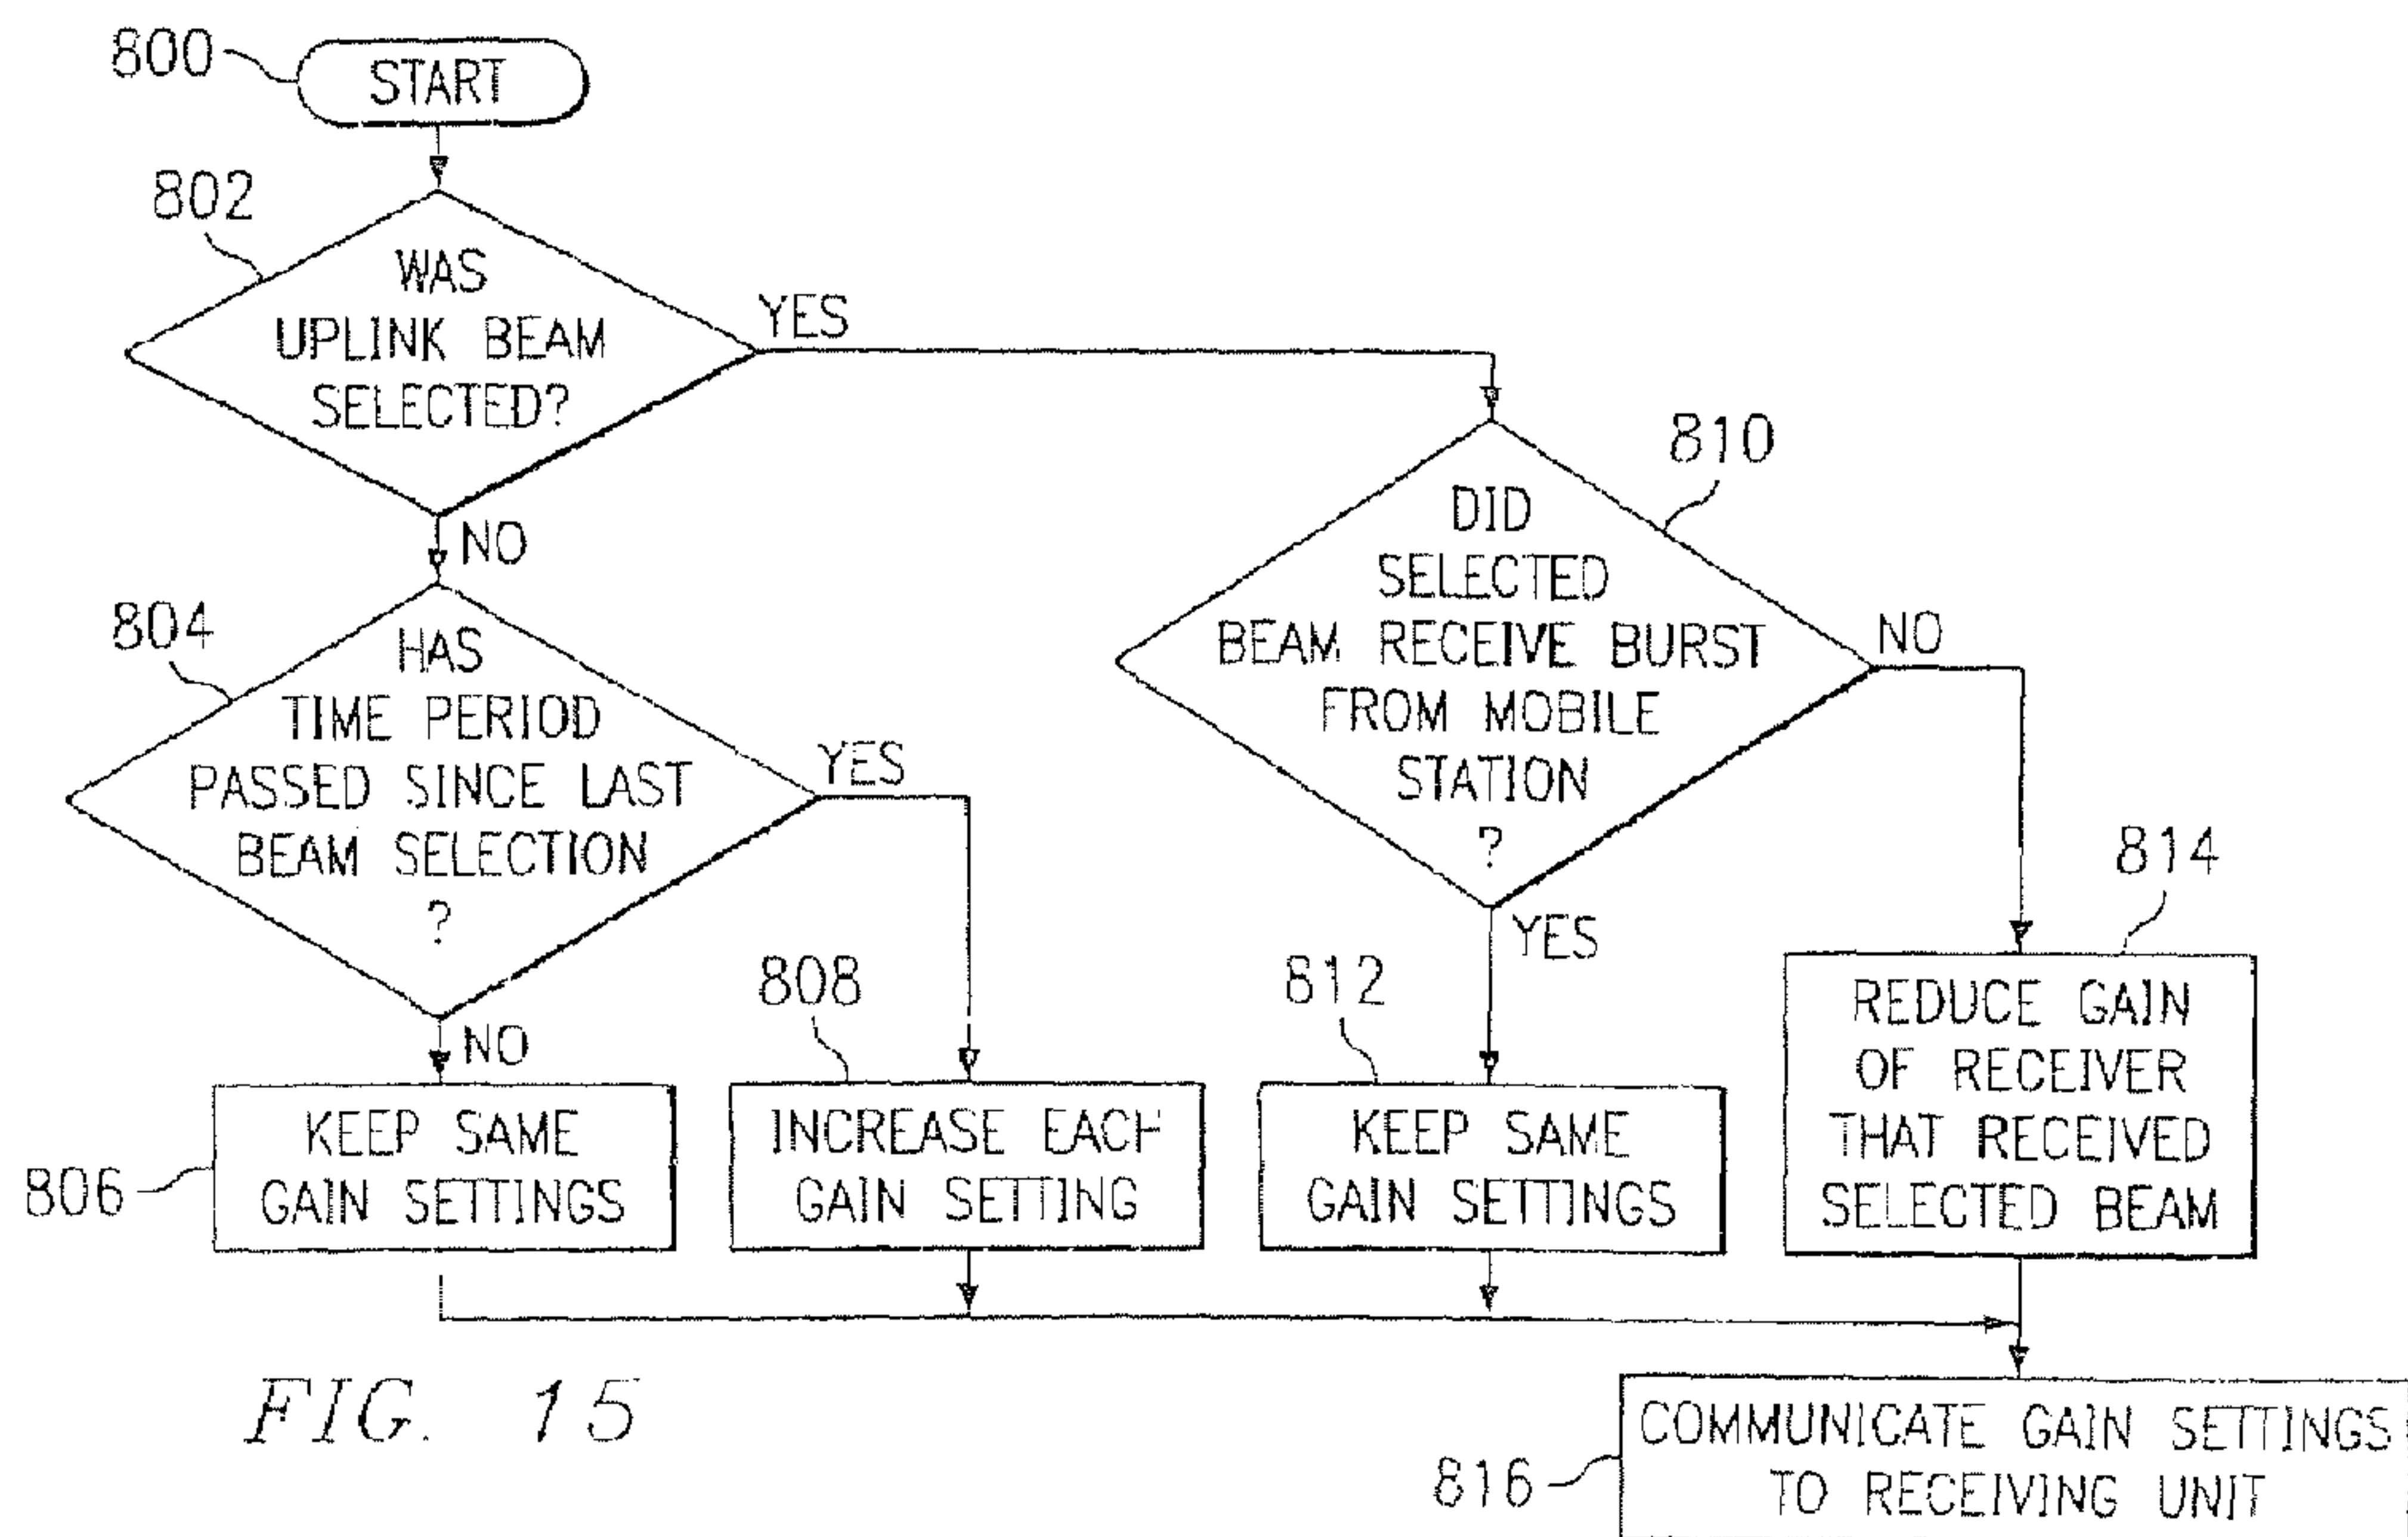 800
START
802
WAS
UPLINK BEAM
SELECTED?
YES
NO
804
HAS
TIME PERIOD
PASSED SINCE LAST
BEAM SELECTION
?
YES
NO
810
DID
SELECTED
BEAM RECEIVE BURST
FROM MOBILE
STATION
?
NO
YES
806
KEEP SAME
GAIN SETTINGS
808
INCREASE EACH
GAIN SETTING
812
KEEP SAME
GAIN SETTINGS
814
REDUCE GAIN
OF RECEIVER
THAT RECEIVED
SELECTED BEAM
816
COMMUNICATE GAIN SETTINGS
TO RECEIVING UNIT
FIG. 15